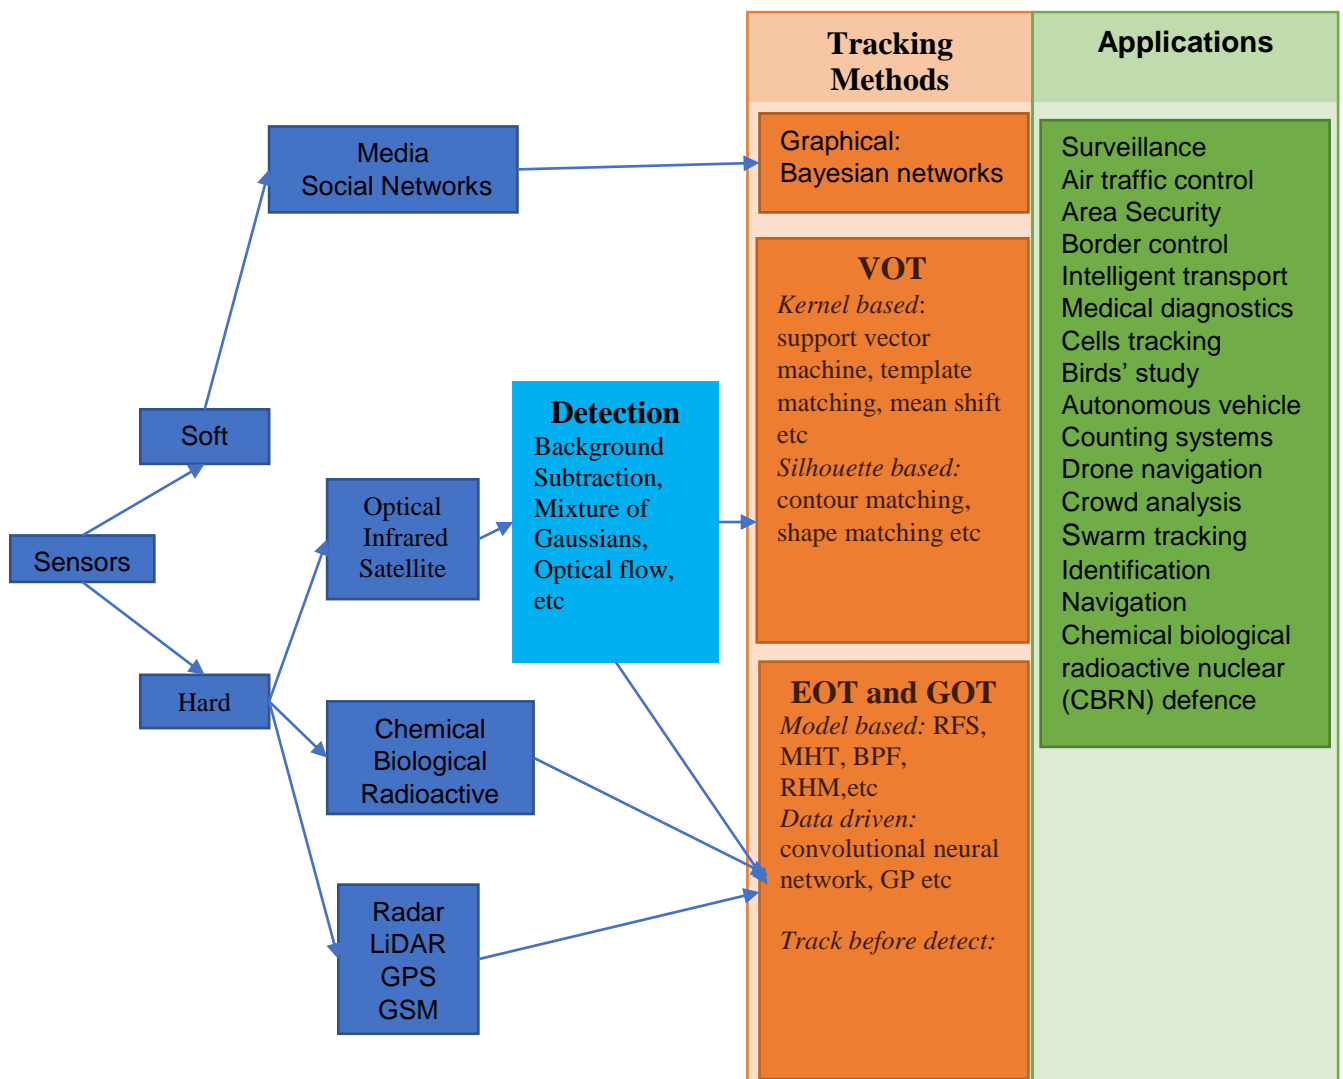 Tracking
Methods
Applications
Media
Social Networks
Graphical:
Bayesian networks
Surveillance
Air traffic control
Area Security
Border control
Intelligent transport
Medical diagnostics
Cells tracking
Birds’ study
Autonomous vehicle
Counting systems
Drone navigation
Crowd analysis
Swarm tracking
Identification
Navigation
Chemical biological
radioactive nuclear
(CBRN) defence
VOT
Kernel based:
support vector
machine, template
matching, mean shift
etc
Silhouette based:
contour matching,
shape matching etc
Detection
Background
Subtraction,
Mixture of
Gaussians,
Optical flow,
etc
Soft
Optical
Infrared
Satellite
Sensors
Hard
Chemical
Biological
Radioactive
EOT and GOT
Model based: RFS,
MHT, BPF,
RHM,etc
Data driven:
convolutional neural
network, GP etc
Track before detect:
Radar
LiDAR
GPS
GSM